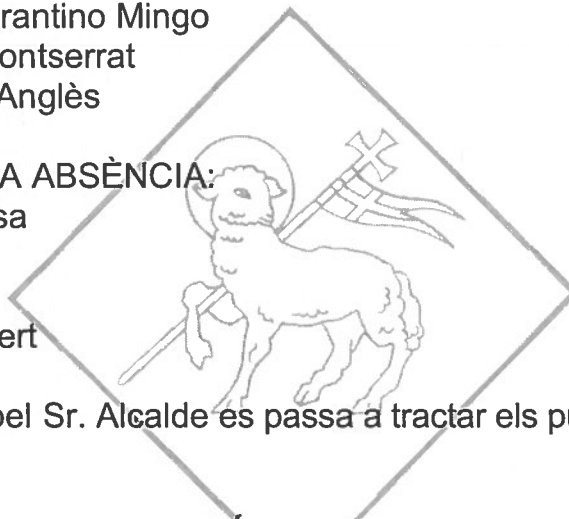 rantino Mingo
ontserrat
Anglès
A ABSÈNCIA:
sa
ert
pel Sr. Alcalde es passa a tractar els pu